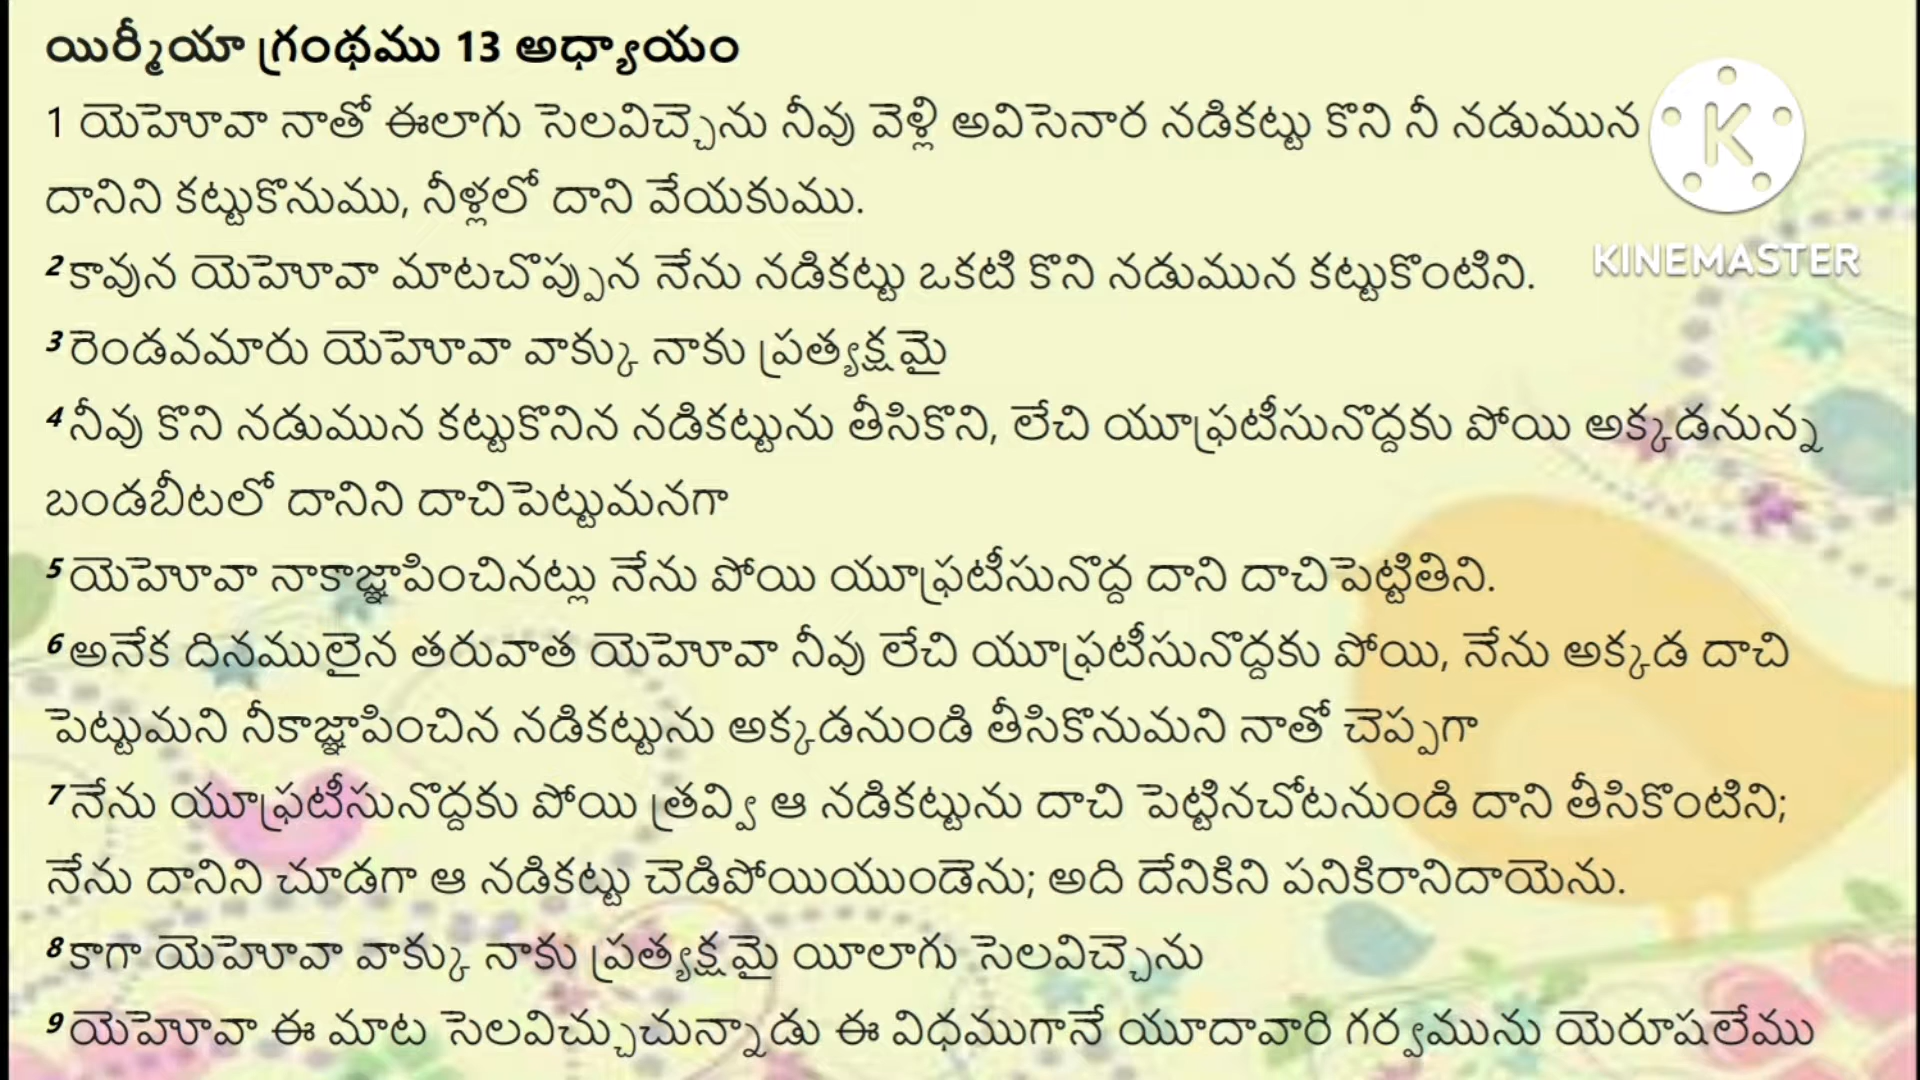 యిర్మీయా గ్రంథము 13 అధ్యాయం
1 యెహోవా నాతో ఈలాగు సెలవిచ్చెను నీవు వెళ్లి అవిసెనార నడికట్టు కొని నీ నడుమున
దానిని కట్టుకొనుము, నీళ్లలో దాని వేయకుము.
2 కావున యెహోవా మాటచొప్పున నేను నడికట్టు ఒకటి కొని నడుమున కట్టుకొంటిని.
3 రెండవమారు యెహోవా వాక్కు నాకు ప్రత్యక్షమై
4 నీవు కొని నడుమున కట్టుకొనిన నడికట్టును తీసికొని, లేచి యూఫ్రటీసునొద్దకు పోయి అక్కడనున్న
బండబీటలో దానిని దాచిపెట్టుమనగా
5 యెహోవా నాకాజ్ఞాపించినట్లు నేను పోయి యూఫ్రటీసునొద్ద దాని దాచిపెట్టితిని.
6 అనేక దినములైన తరువాత యెహోవా నీవు లేచి యూఫ్రటీసునొద్దకు పోయి, నేను అక్కడ దాచి
పెట్టుమని నీకాజ్ఞాపించిన నడికట్టును అక్కడనుండి తీసికొనుమని నాతో చెప్పగా
7 నేను యూఫ్రటీసునొద్దకు పోయి త్రవ్వి ఆ నడికట్టును దాచి పెట్టినచోటనుండి దాని తీసికొంటిని;
నేను దానిని చూడగా ఆ నడికట్టు చెడిపోయియుండెను; అది దేనికిని పనికిరానిదాయెను.
8 కాగా యెహోవా వాక్కు నాకు ప్రత్యక్షమై యీలాగు సెలవిచ్చెను
9 యెహోవా ఈ మాట సెలవిచ్చుచున్నాడు ఈ విధముగానే యూదావారి గర్వమును యెరూషలేము
K
KINEMASTER